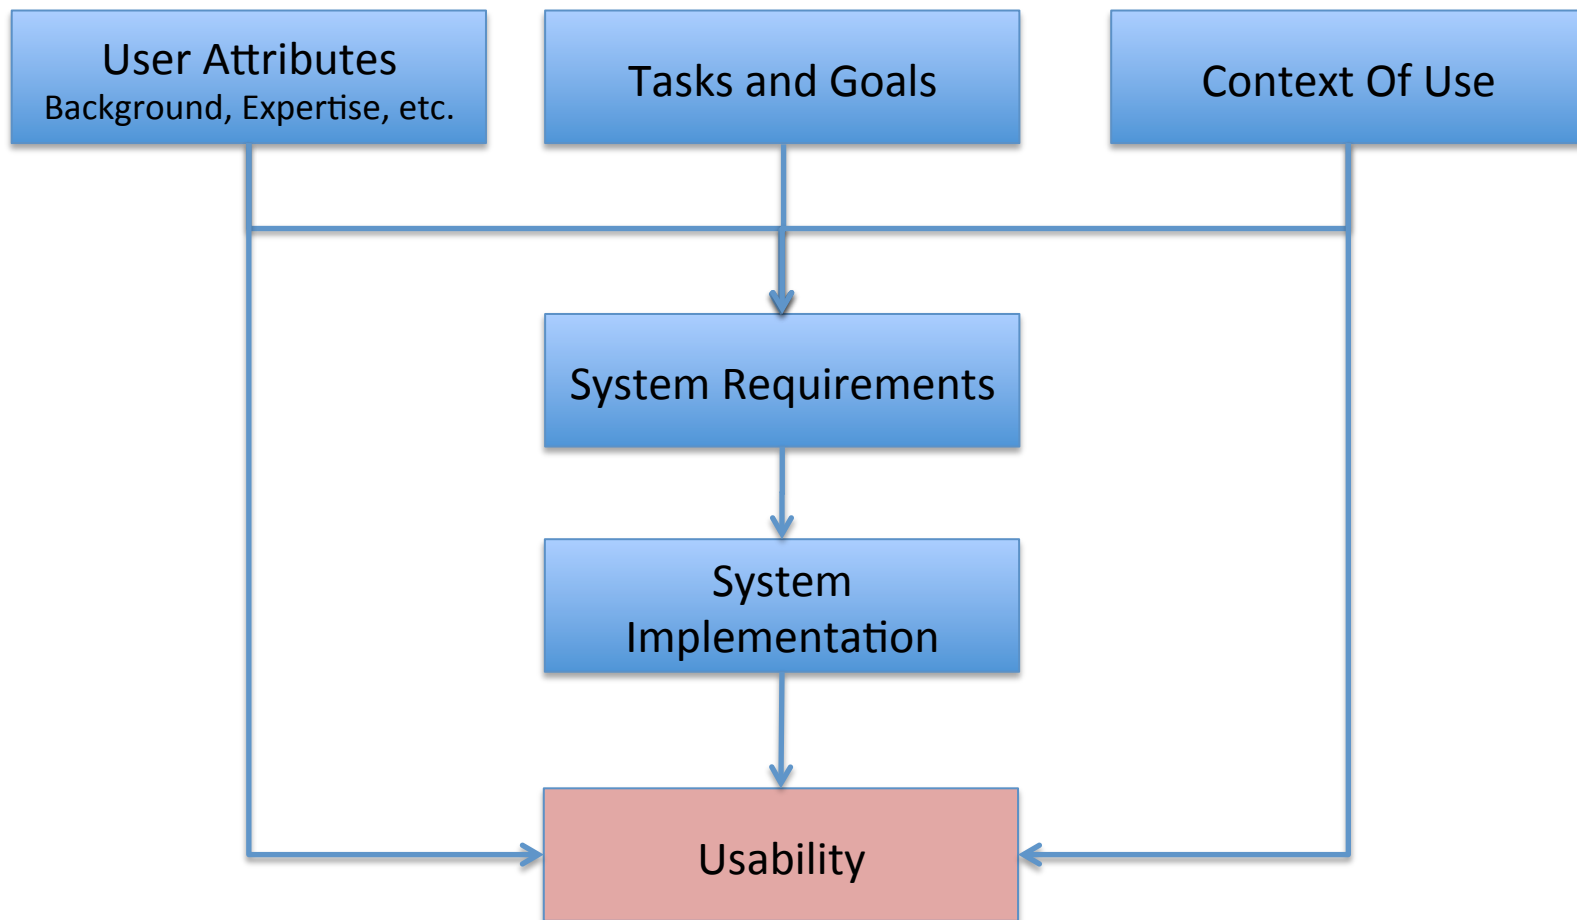 User Attributes
Background, Expertise, etc.
Tasks and Goals
Context Of Use
System Requirements
System
Implementation
Usability